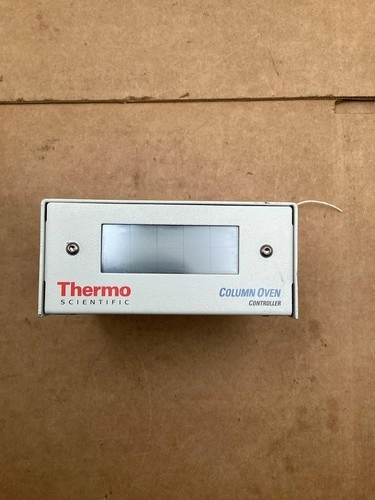 Thermo
SCIENTIFIC
COLUMN OVEN
CONTROLLER